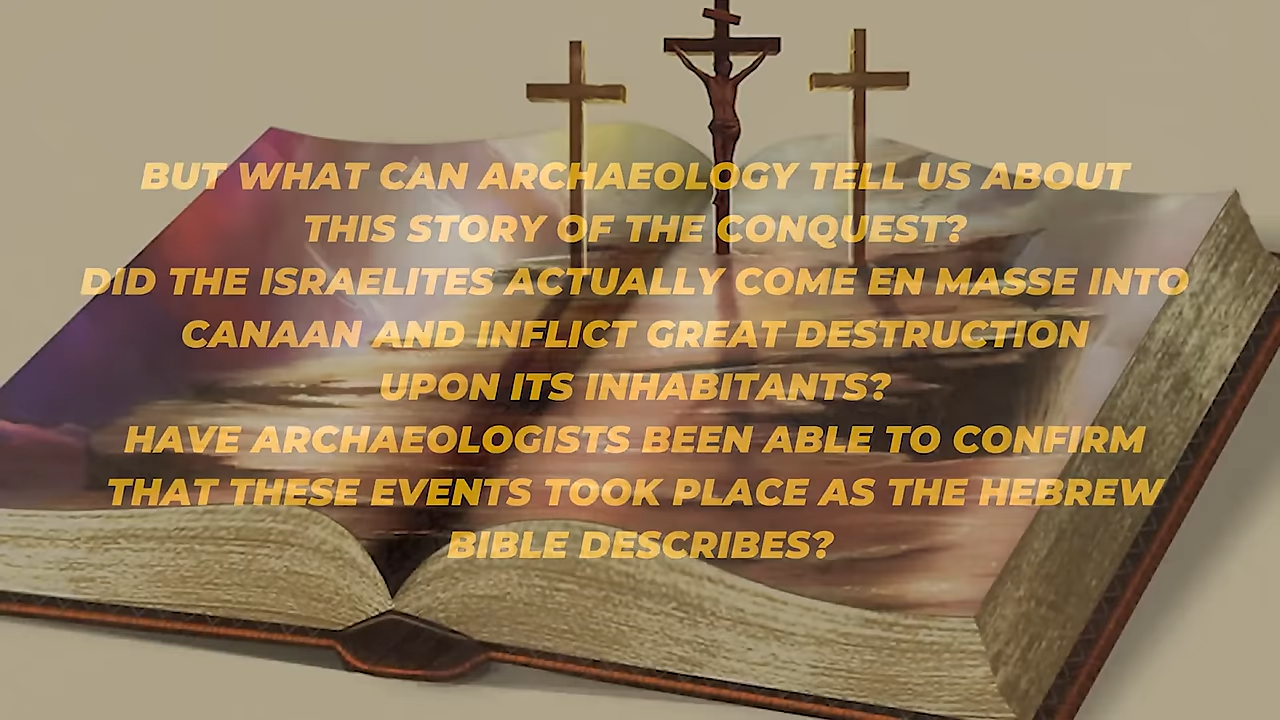 BUT WHAT CAN ARCHAEOLOGY TELL US ABOUT
THIS STORY OF THE CONQUEST?
DID THE ISRAELITES ACTUALLY COME EN MASSE INTO
CANAAN AND INFLICT GREAT DESTRUCTION
UPON ITS INHABITANTS?
HAVE ARCHAEOLOGISTS BEEN ABLE TO CONFIRM
THAT THESE EVENTS TOOK PLACE AS THE HEBREW
BIBLE DESCRIBES?